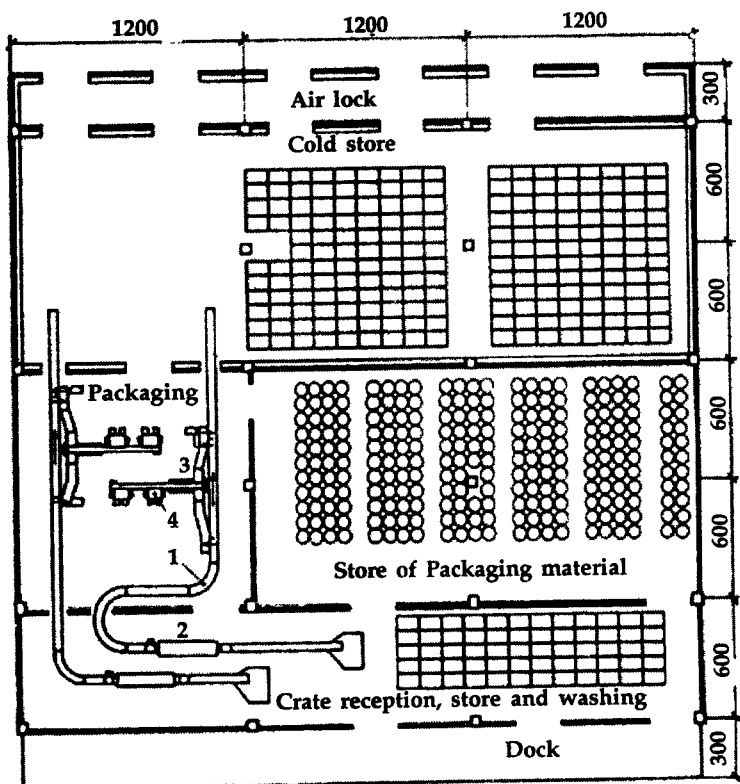 1200 1200 1200
300
Air lock
Cold store
600
600
Packaging
600
3
4
600
1
Store of Packaging material
2
600
Crate reception, store and washing
Dock
300